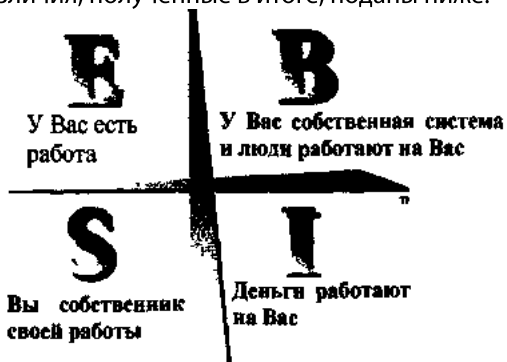 личия, полученные в итоге, поданы ниже.
E
У Вас есть
работа
B
У Вас собственная система
и люди работают на Вас
S
Вы собственник
своей работы
I
Деньги работают
на Вас